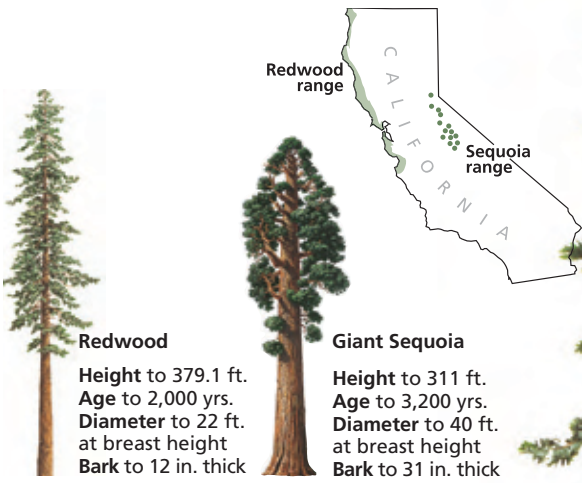 Redwood
range
CALIFORNIA
Sequoia
range
Redwood
Height to 379.1 ft.
Age to 2,000 yrs.
Diameter to 22 ft.
at breast height
Bark to 12 in. thick
Giant Sequoia
Height to 311 ft.
Age to 3,200 yrs.
Diameter to 40 ft.
at breast height
Bark to 31 in. thick